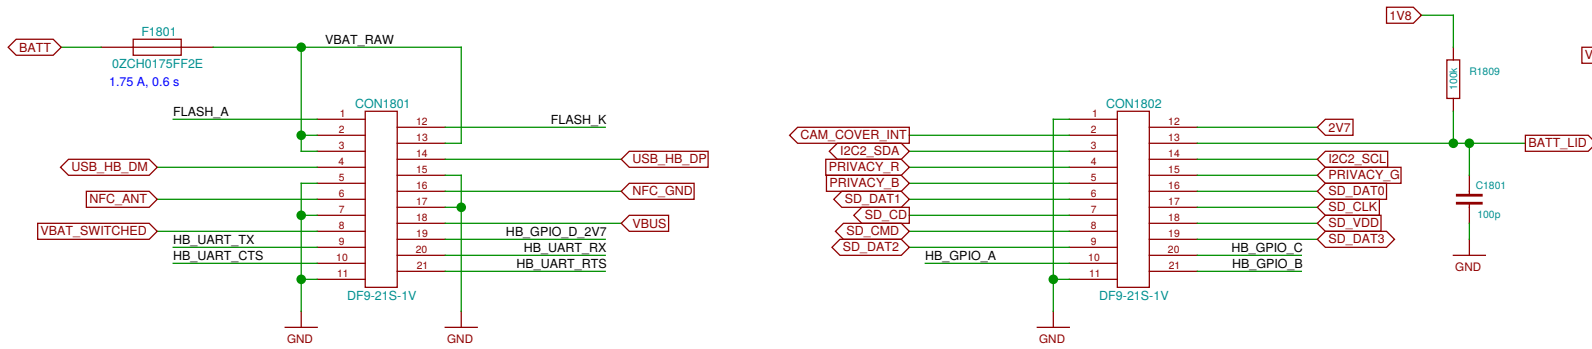 1V8
F1801
BATT
VBAT_RAW
V
0ZCH0175FF2E
1.75 A, 0.6 s
100k
R1809
CON1801
FLASH_A
1
12
FLASH_K
2
13
3
14
USB_HB_DP
USB_HB_DM
4
15
5
16
NFC_GND
NFC_ANT
6
17
7
18
VBUS
VBAT_SWITCHED
8
19
HB_GPIO_D_2V7
HB_UART_TX
9
20
HB_UART_RX
HB_UART_CTS
10
21
HB_UART_RTS
11
DF9-21S-1V
GND
GND
CON1802
1
12
2V7
CAM_COVER_INT
2
13
BATT_LID
I2C2_SDA
3
14
I2C2_SCL
PRIVACY_R
4
15
PRIVACY_G
PRIVACY_B
5
16
SD_DAT0
SD_DAT1
6
17
SD_CLK
SD_CD
7
18
SD_VDD
SD_CMD
8
19
SD_DAT3
SD_DAT2
9
20
HB_GPIO_C
HB_GPIO_A
10
21
HB_GPIO_B
11
DF9-21S-1V
GND
C1801
100p
GND